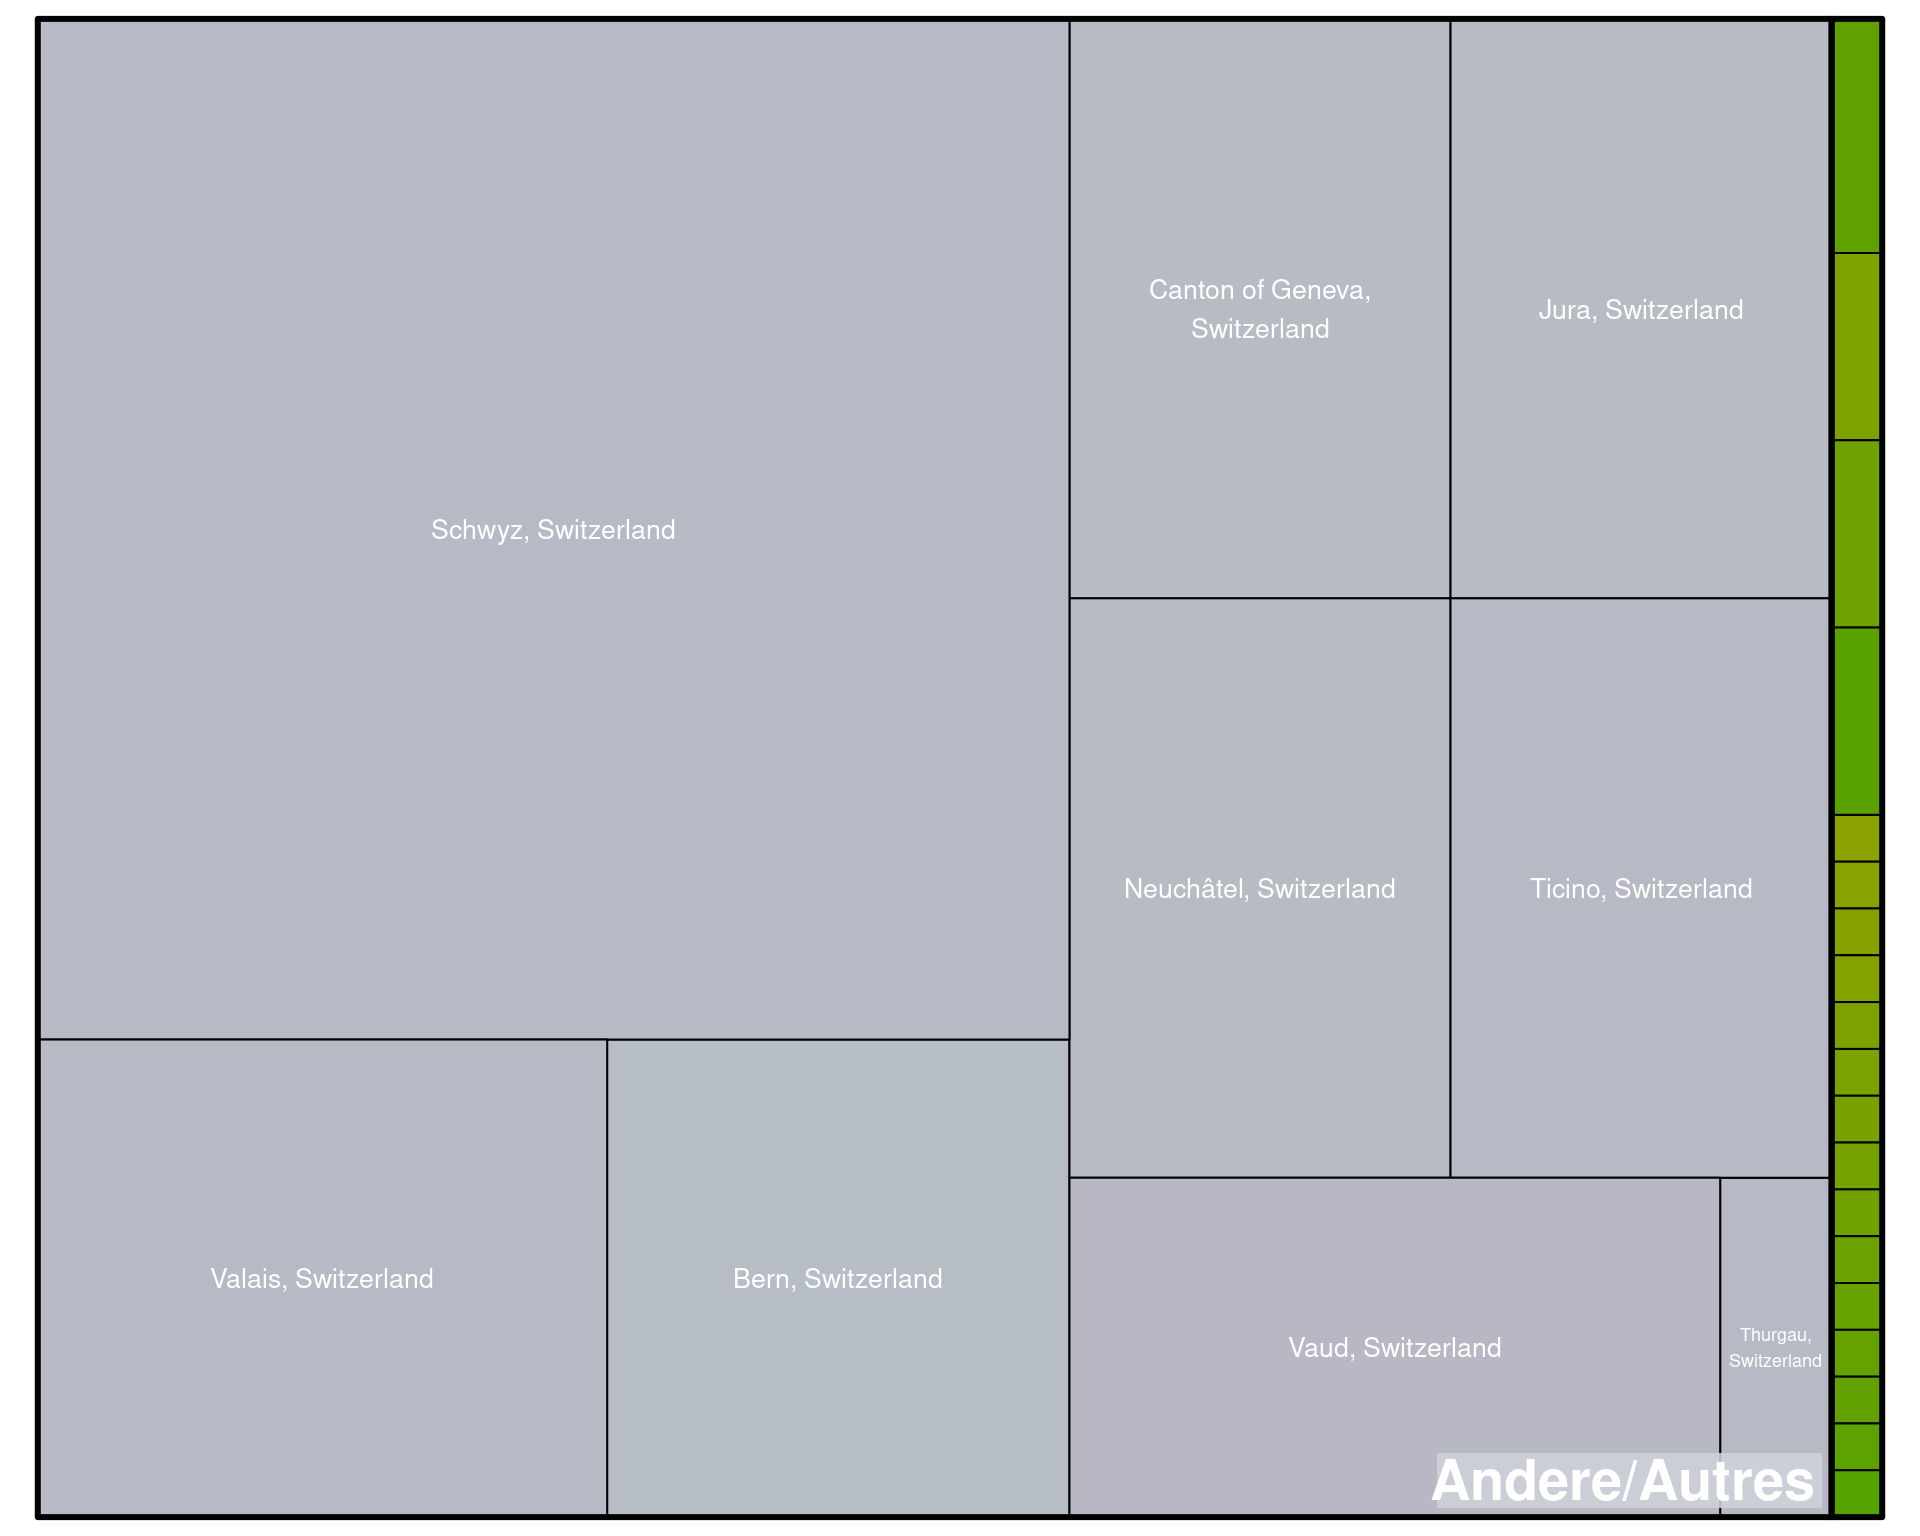 Schwyz, Switzerland
Canton of Geneva,
Switzerland
Jura, Switzerland
Neuchâtel, Switzerland
Ticino, Switzerland
Valais, Switzerland
Bern, Switzerland
Vaud, Switzerland
Thurgau,
Switzerland
Andere/Autres